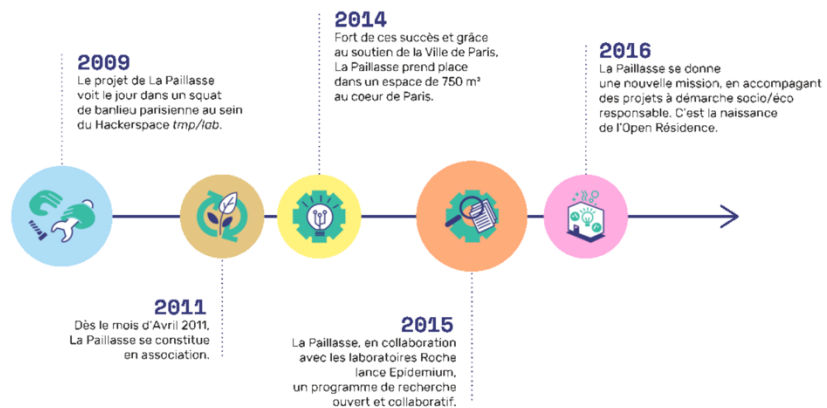 2009
Le projet de La Paillasse
voit le jour dans un squat
de banlieu parisienne au sein
du Hackerspace tmp/lab.
2011
Dès le mois d'Avril 2011,
La Paillasse se constitue
en association.
2014
Fort de ces succès et grâce
au soutien de la Ville de Paris,
La Paillasse prend place
dans un espace de 750 m³
au coeur de Paris.
2015
La Paillasse, en collaboration
avec les laboratoires Roche
lance Epidemium,
un programme de recherche
ouvert et collaboratif.
2016
La Paillasse se donne
une nouvelle mission, en accompagant
des projets à démarche socio/éco
responsable. C'est la naissance
de l'Open Résidence.